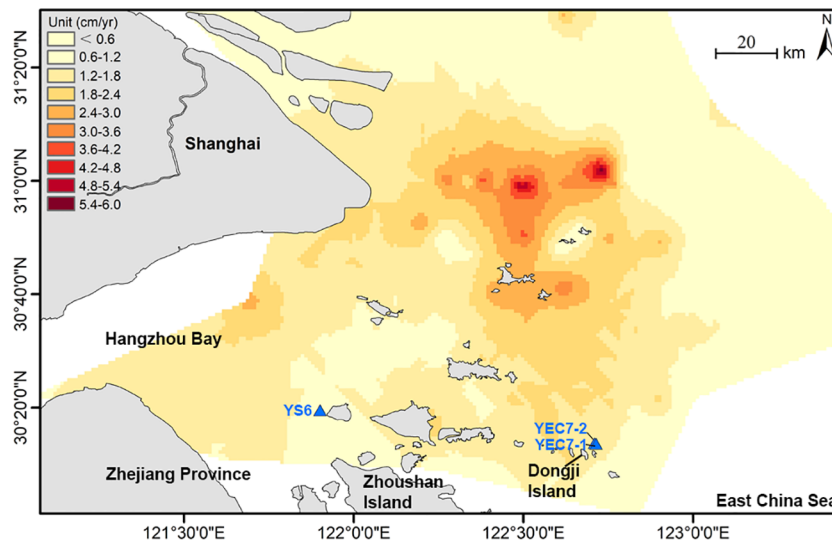 Unit (cm/yr)
< 0.6
0.6-1.2
1.2-1.8
1.8-2.4
2.4-3.0
3.0-3.6
3.6-4.2
4.2-4.8
4.8-5.4
5.4-6.0
N
20
km
31°20'0"N
31°0'0"N
30°40'0"N
30°20'0"N
Shanghai
Hangzhou Bay
YS6
YEC7-2
YEC7-1
Zhejiang Province
Zhoushan
Island
Dongji
Island
East China Sea
121°30'0"E
122°0'0"E
122°30'0"E
123°0'0"E